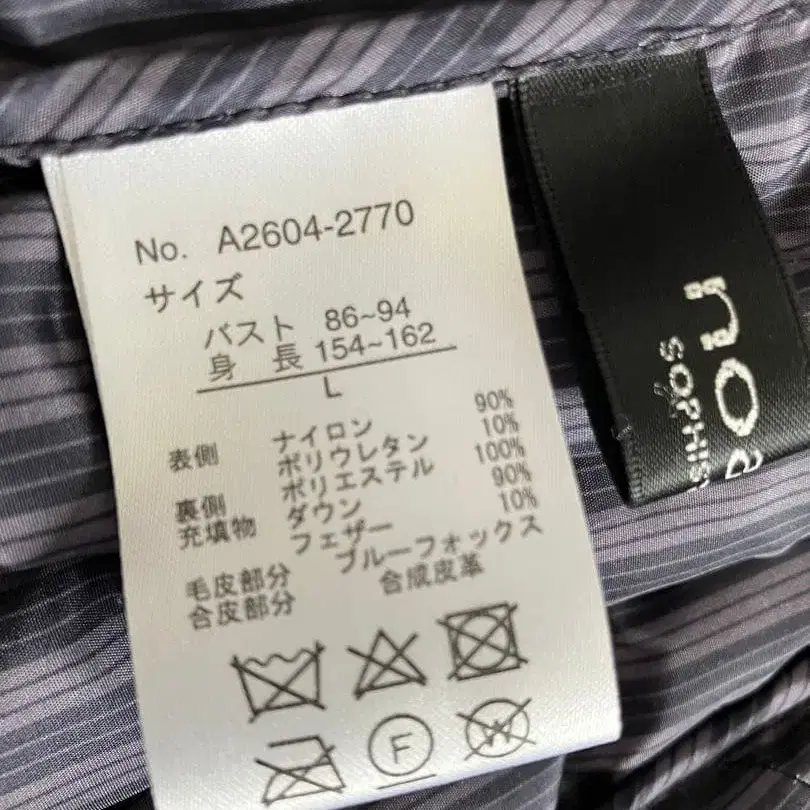 No. A2604-2770
サイズ
バスト 86~94
身 長 154~162
L
表側 ナイロン 90%
ポリウレタン 10%
裏側 ポリエステル 100%
充填物 ダウン 90%
フェザー 10%
毛皮部分 ブルーフォックス
合皮部分 合成皮革
F
W
no
SOPHIS